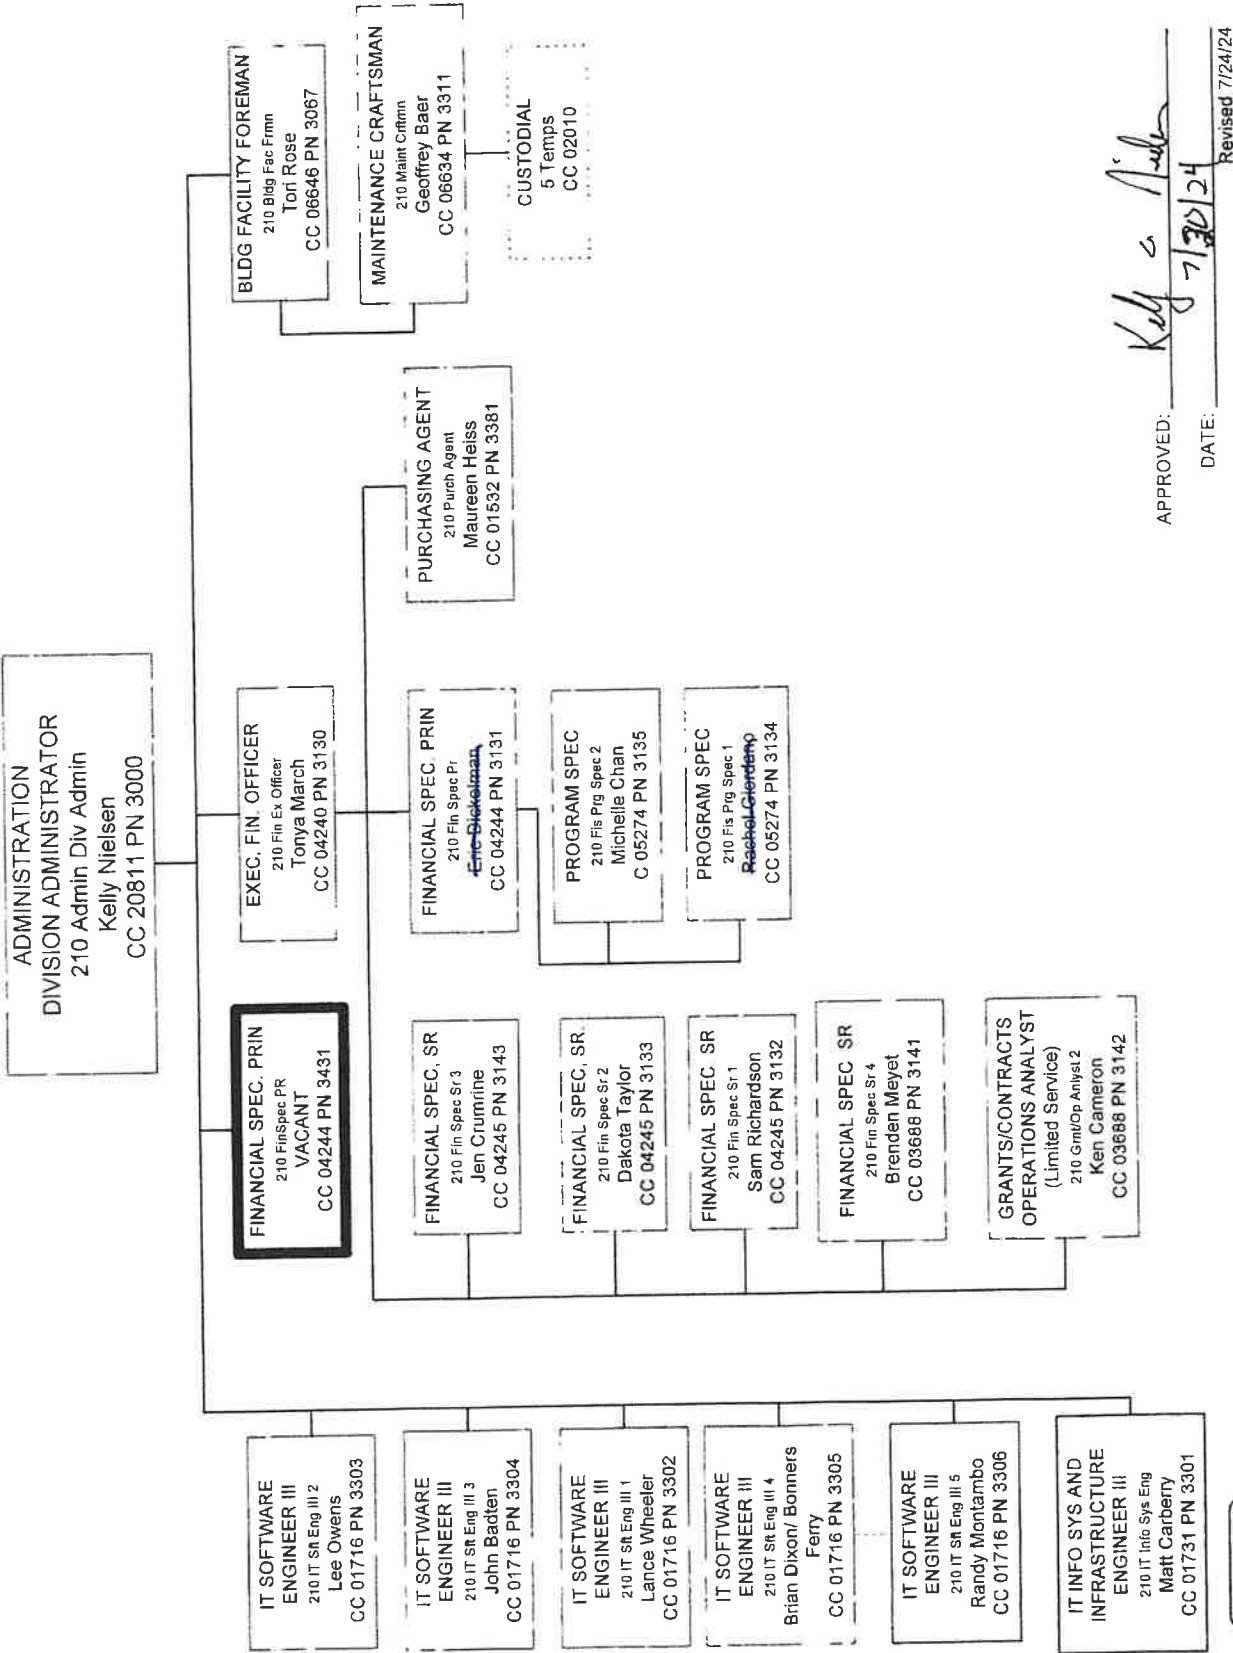 ADMINISTRATION
DIVISION ADMINISTRATOR
210 Admin Div Admin
Kelly Nielsen
CC 20811 PN 3000
IT SOFTWARE
ENGINEER III
210 IT Sft Eng III 2
Lee Owens
CC 01716 PN 3303
IT SOFTWARE
ENGINEER III
210 IT Sft Eng III 3
John Badten
CC 01716 PN 3304
IT SOFTWARE
ENGINEER III
210 IT Sft Eng III 1
Lance Wheeler
CC 01716 PN 3302
IT SOFTWARE
ENGINEER III
210 IT Sft Eng III 4
Brian Dixon/ Bonners
Ferry
CC 01716 PN 3305
IT SOFTWARE
ENGINEER III
210 IT Sft Eng III 5
Randy Montambo
CC 01716 PN 3306
IT INFO SYS AND
INFRASTRUCTURE
ENGINEER III
210 IT Info Sys Eng
Matt Carberry
CC 01731 PN 3301
FINANCIAL SPEC. PRIN
210 FinSpec PR
VACANT
CC 04244 PN 3431
EXEC. FIN. OFFICER
210 Fin Ex Officer
Tonya March
CC 04240 PN 3130
FINANCIAL SPEC, SR
210 Fin Spec Sr 3
Jen Crumrine
CC 04245 PN 3143
FINANCIAL SPEC, SR.
210 Fin Spec Sr 2
Dakota Taylor
CC 04245 PN 3133
FINANCIAL SPEC SR
210 Fin Spec Sr 1
Sam Richardson
CC 04245 PN 3132
FINANCIAL SPEC SR
210 Fin Spec Sr 4
Brenden Meyet
CC 03688 PN 3141
GRANTS/CONTRACTS
OPERATIONS ANALYST
(Limited Service)
210 Grnt/Op Anlyst 2
Ken Cameron
CC 03688 PN 3142
FINANCIAL SPEC. PRIN
210 Fin Spec Pr
Eric Dickelman
CC 04244 PN 3131
PROGRAM SPEC
210 Fis Prg Spec 2
Michelle Chan
C 05274 PN 3135
PROGRAM SPEC
210 Fis Prg Spec 1
Rachel Giordano
CC 05274 PN 3134
PURCHASING AGENT
210 Purch Agent
Maureen Heiss
CC 01532 PN 3381
BLDG FACILITY FOREMAN
210 Bldg Fac Frmn
Tori Rose
CC 06646 PN 3067
MAINTENANCE CRAFTSMAN
210 Maint Crftmn
Geoffrey Baer
CC 06634 PN 3311
CUSTODIAL
5 Temps
CC 02010
APPROVED: Kelly a Nielsen
DATE: 7/30/24
Revised 7/24/24